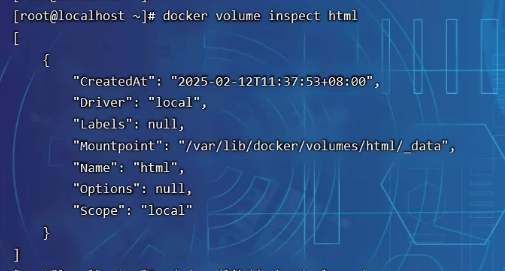 [root@localhost ~]# docker volume inspect html
[
    {
        "CreatedAt": "2025-02-12T11:37:53+08:00",
        "Driver": "local",
        "Labels": null,
        "Mountpoint": "/var/lib/docker/volumes/html/_data",
        "Name": "html",
        "Options": null,
        "Scope": "local"
    }
]